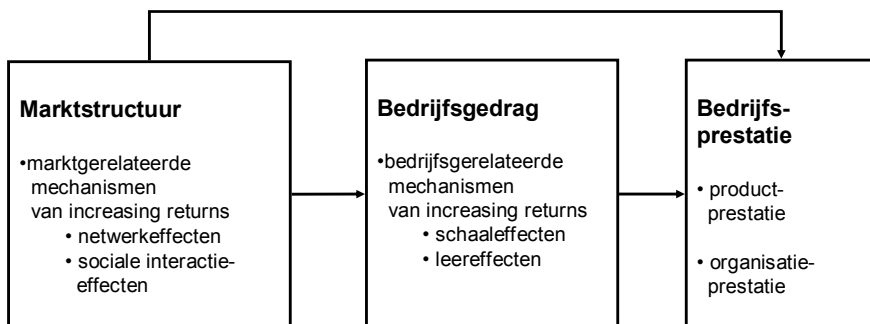 Marktstructuur
•marktgerelateerde
mechanismen
van increasing returns
• netwerkeffecten
• sociale interactie-
effecten
Bedrijfsgedrag
•bedrijfsgerelateerde
mechanismen
van increasing returns
• schaaleffecten
• leereffecten
Bedrijfs-
prestatie
• product-
prestatie
• organisatie-
prestatie